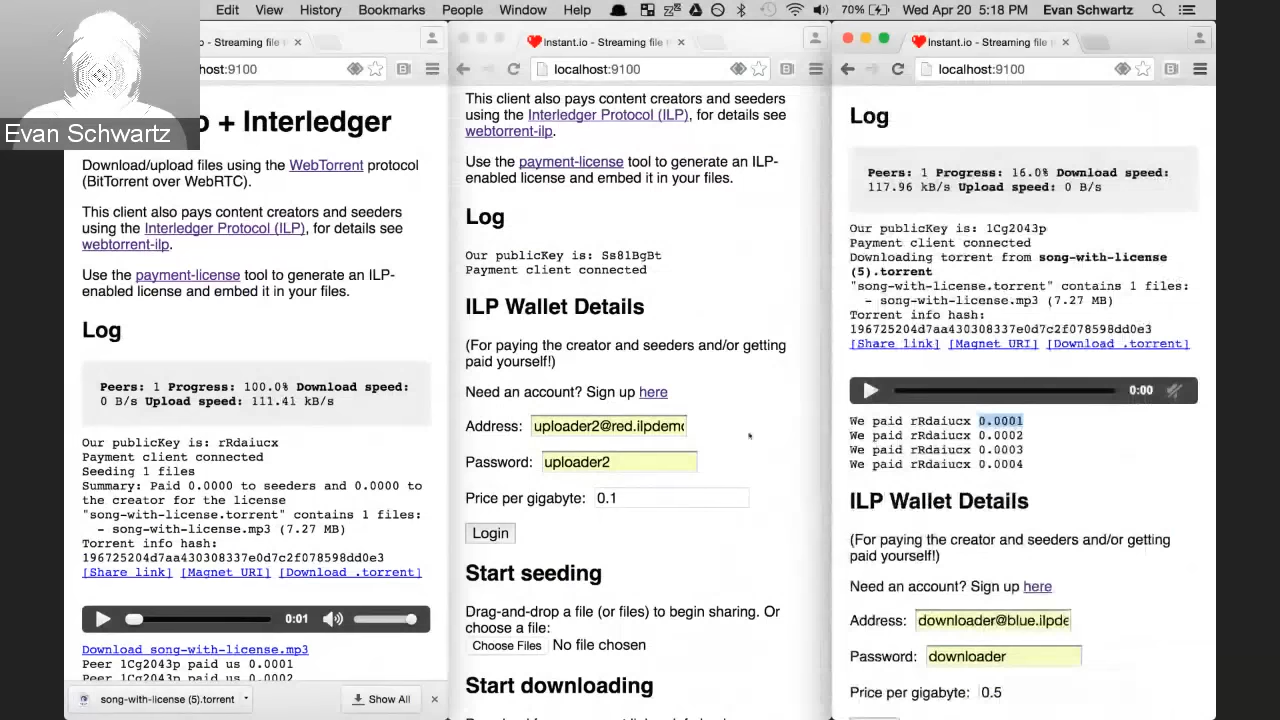 Edit View History Bookmarks People Window Help 70% Wed Apr 20 5:18 PM Evan Schwartz
Evan Schwartz
- Streaming file
localhost:9100
o + Interledger
Download/upload files using the WebTorrent protocol
(BitTorrent over WebRTC).
This client also pays content creators and seeders
using the Interledger Protocol (ILP), for details see
webtorrent-ilp.
Use the payment-license tool to generate an ILP-
enabled license and embed it in your files.
Log
Peers: 1 Progress: 100.0% Download speed:
0 B/s Upload speed: 111.41 kB/s
Our publicKey is: rRdaiucx
Payment client connected
Seeding 1 files
Summary: Paid 0.0000 to seeders and 0.0000 to
the creator for the license
"song-with-license.torrent" contains 1 files:
- song-with-license.mp3 (7.27 MB)
Torrent info hash:
196725204d7aa430308337e0d7c2f078598dd0e3
[Share link] [Magnet URI] [Download .torrent]
0:01
Download song-with-license.mp3
Peer 1Cg2043p paid us 0.0001
Peer 1Cg2043p paid us 0.0002
song-with-license (5).torrent
Show All
Instant.io - Streaming file
localhost:9100
This client also pays content creators and seeders
using the Interledger Protocol (ILP), for details see
webtorrent-ilp.
Use the payment-license tool to generate an ILP-
enabled license and embed it in your files.
Log
Our publicKey is: Ss81BgBt
Payment client connected
ILP Wallet Details
(For paying the creator and seeders and/or getting
paid yourself!)
Need an account? Sign up here
Address: uploader2@red.ilpdemo
Password: uploader2
Price per gigabyte: 0.1
Login
Start seeding
Drag-and-drop a file (or files) to begin sharing. Or
choose a file:
Choose Files No file chosen
Start downloading
Instant.io - Streaming file
localhost:9100
Log
Peers: 1 Progress: 16.0% Download speed:
117.96 kB/s Upload speed: 0 B/s
Our publicKey is: 1Cg2043p
Payment client connected
Downloading torrent from song-with-license
(5).torrent
"song-with-license.torrent" contains 1 files:
- song-with-license.mp3 (7.27 MB)
Torrent info hash:
196725204d7aa430308337e0d7c2f078598dd0e3
[Share link] [Magnet URI] [Download .torrent]
0:00
We paid rRdaiucx 0.0001
We paid rRdaiucx 0.0002
We paid rRdaiucx 0.0003
We paid rRdaiucx 0.0004
ILP Wallet Details
(For paying the creator and seeders and/or getting
paid yourself!)
Need an account? Sign up here
Address: downloader@blue.ilpde
Password: downloader
Price per gigabyte: 0.5